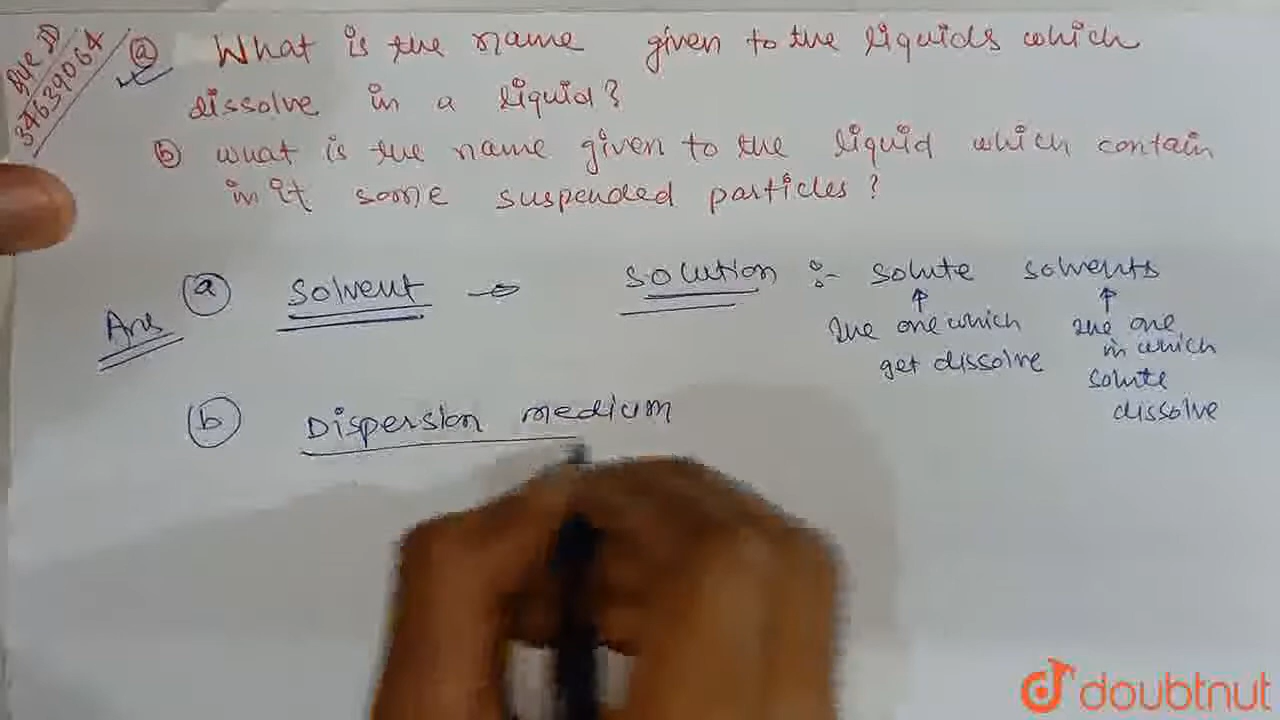 Que ID
34639064
(a) What is the name given to the liquids which
dissolve in a liquid?
(b) what is the name given to the liquid which contain
in it some suspended particles?
Ans
(a) Solvent → Solution :- solute solvents
↑ ↑
The one which
get dissolve
The one
in which
Solute
dissolve
(b) Dispersion medium
doubtnut